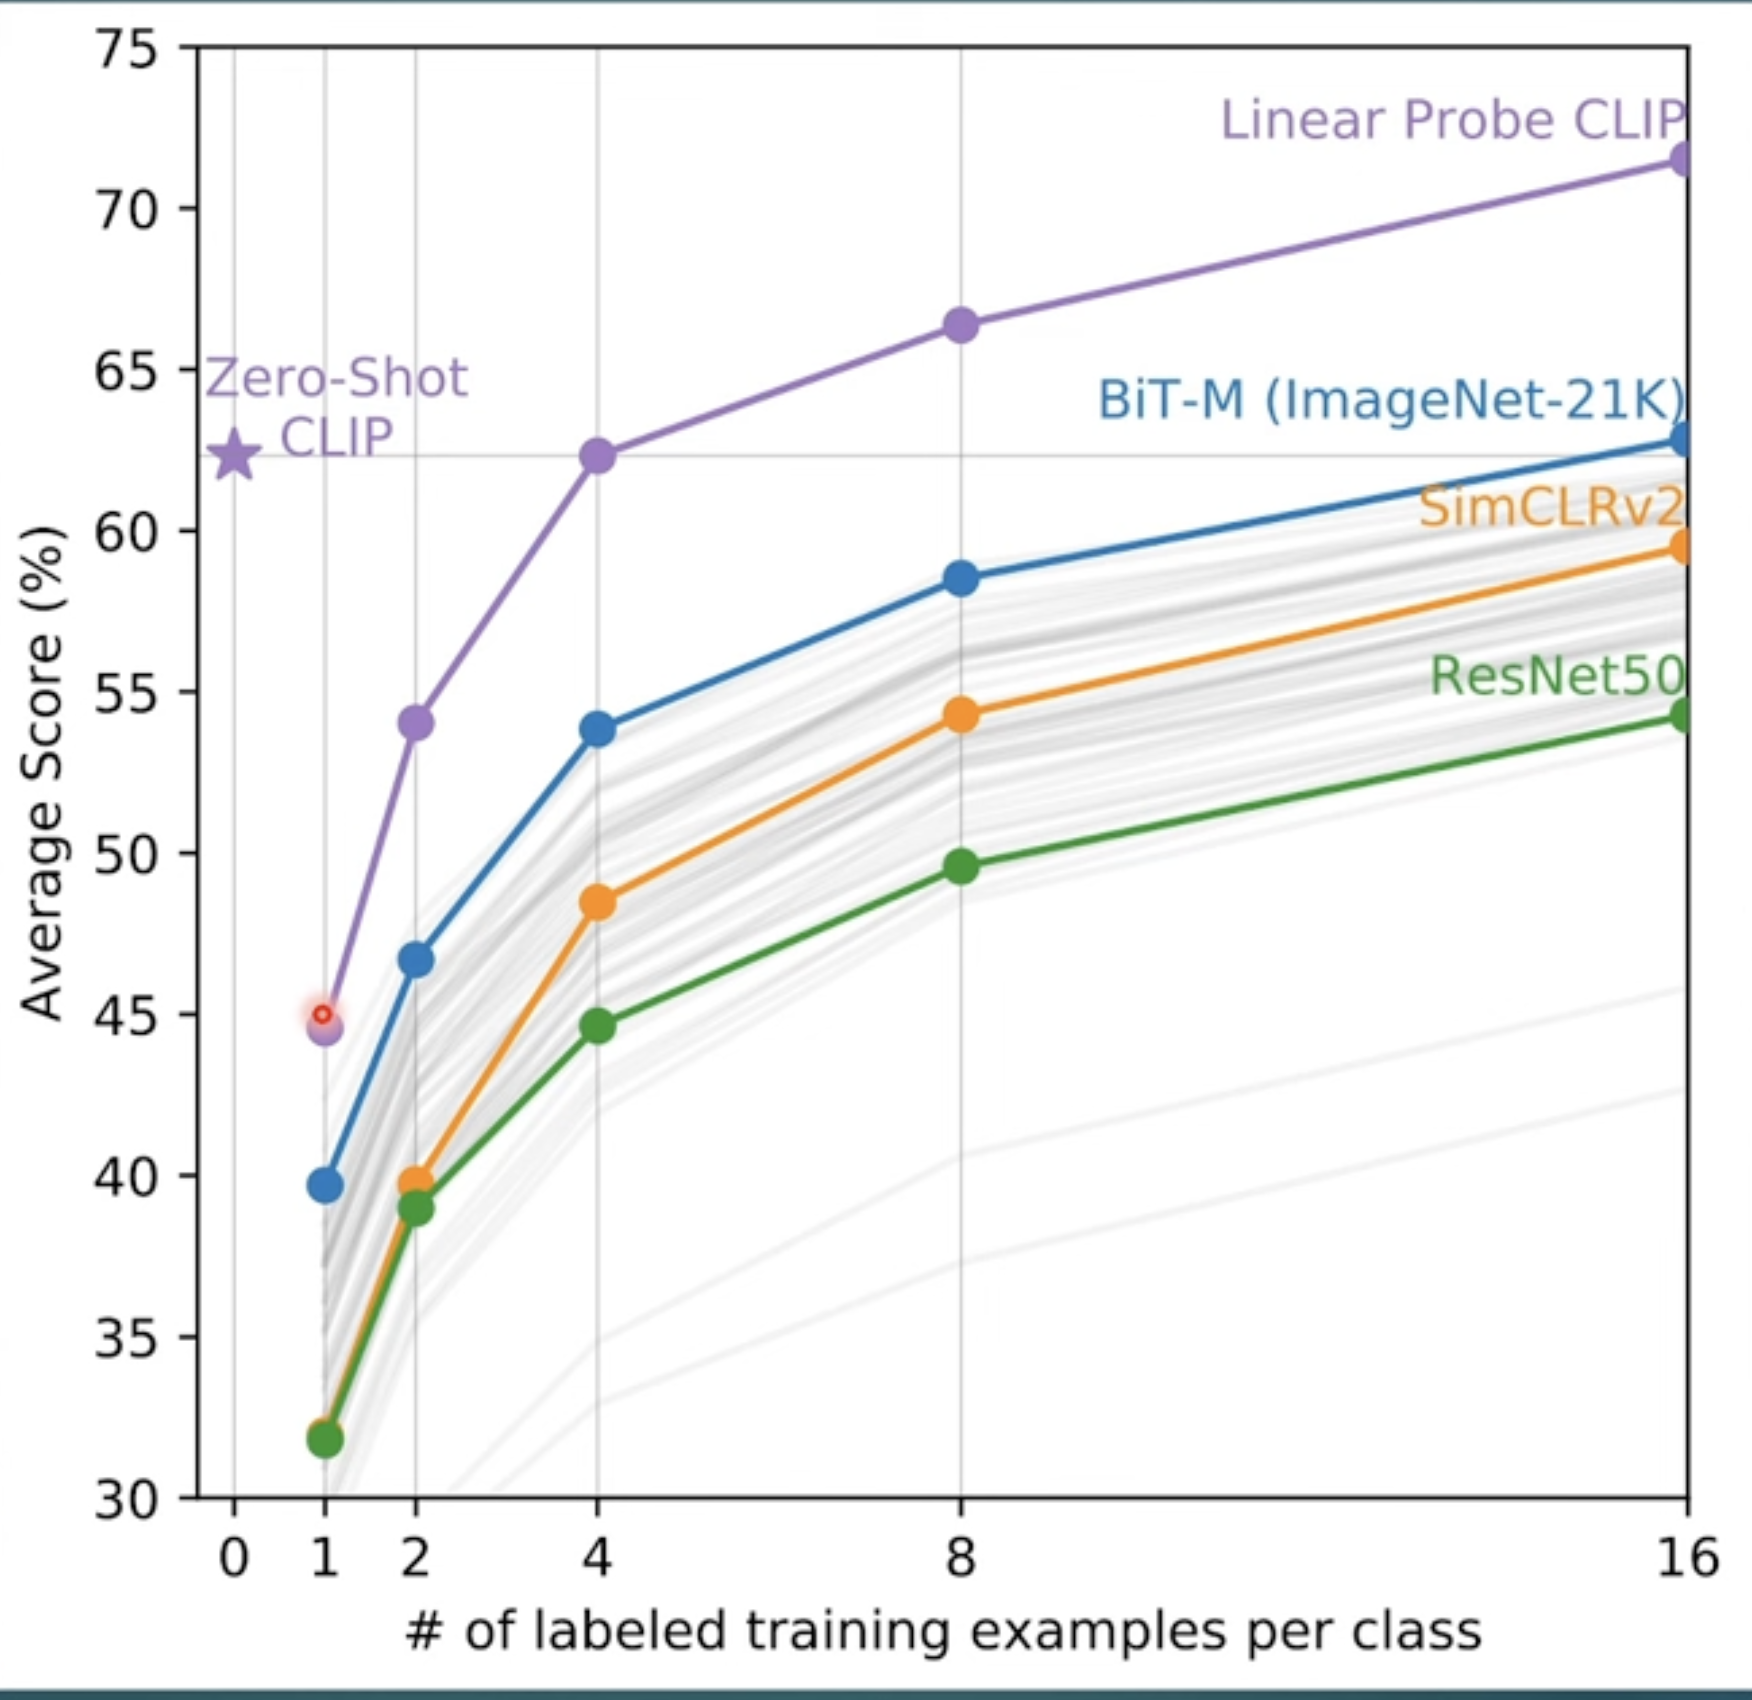 75
70
65
60
55
50
45
40
35
30
Average Score (%)
Linear Probe CLIP
Zero-Shot
CLIP
BiT-M (ImageNet-21K)
SimCLRv2
ResNet50
0 1 2 4 8 16
# of labeled training examples per class